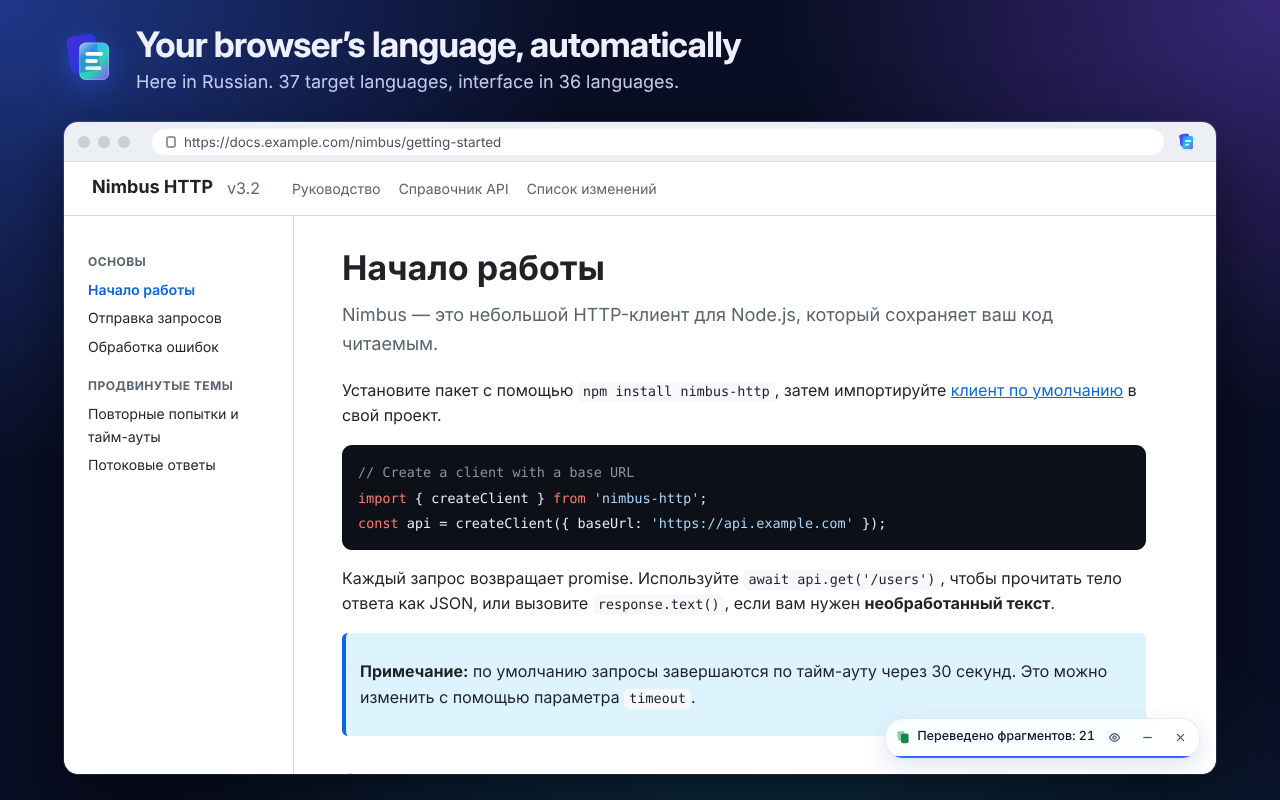 Your browser’s language, automatically
Here in Russian. 37 target languages, interface in 36 languages.
https://docs.example.com/nimbus/getting-started
Nimbus HTTP v3.2 Руководство Справочник API Список изменений
ОСНОВЫ
Начало работы
Отправка запросов
Обработка ошибок
ПРОДВИНУТЫЕ ТЕМЫ
Повторные попытки и
тайм-ауты
Потоковые ответы
Начало работы
Nimbus — это небольшой HTTP-клиент для Node.js, который сохраняет ваш код
читаемым.
Установите пакет с помощью npm install nimbus-http, затем импортируйте клиент по умолчанию в
свой проект.
// Create a client with a base URL
import { createClient } from 'nimbus-http';
const api = createClient({ baseUrl: 'https://api.example.com' });
Каждый запрос возвращает promise. Используйте await api.get('/users'), чтобы прочитать тело
ответа как JSON, или вызовите response.text(), если вам нужен необработанный текст.
Примечание: по умолчанию запросы завершаются по тайм-ауту через 30 секунд. Это можно
изменить с помощью параметра timeout.
Переведено фрагментов: 21